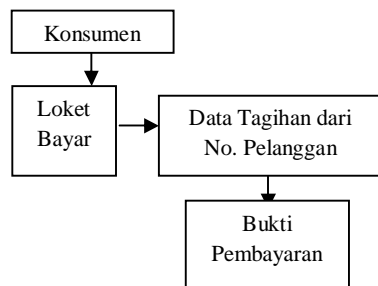 Konsumen
Loket
Bayar
Data Tagihan dari
No. Pelanggan
Bukti
Pembayaran